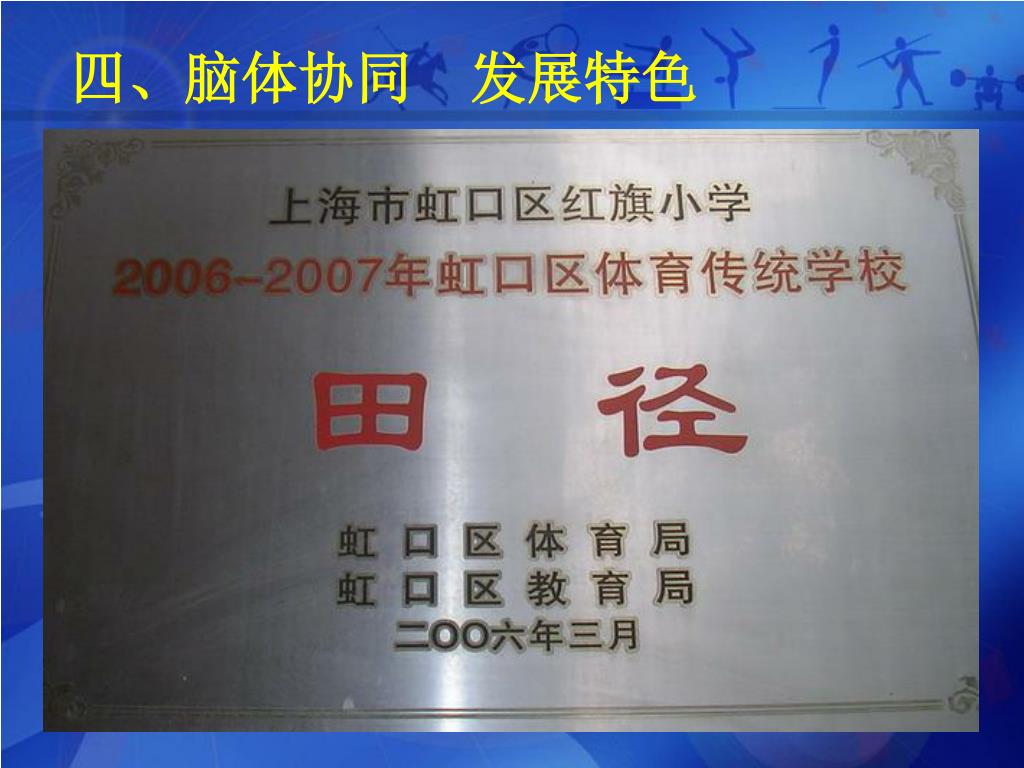 四、脑体协同 发展特色
上海市虹口区红旗小学
2006-2007年虹口区体育传统学校
田 径
虹口区体育局
虹口区教育局
二〇〇六年三月